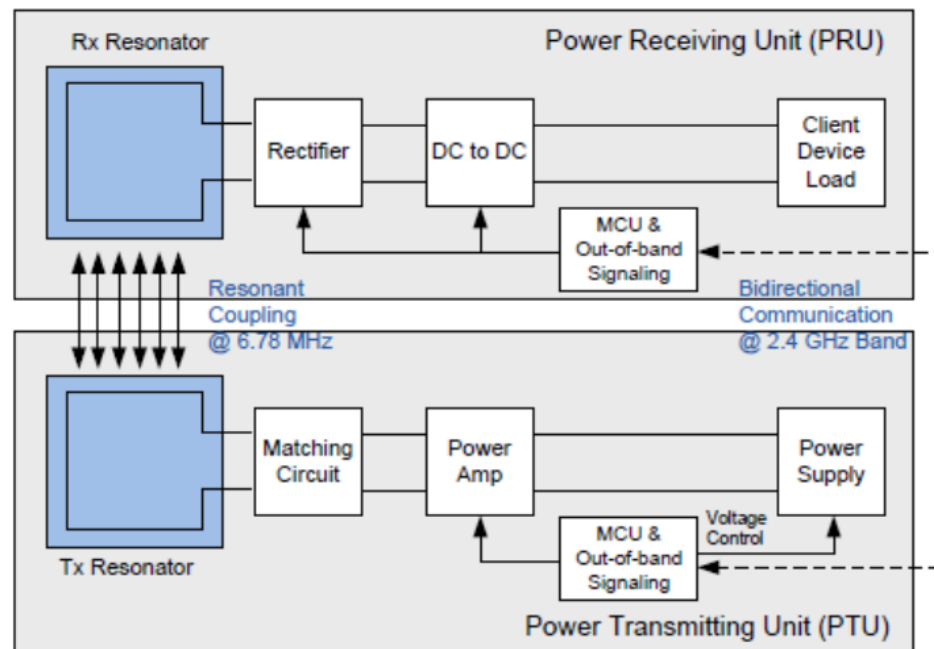 Rx Resonator
Power Receiving Unit (PRU)
Rectifier
DC to DC
Client
Device
Load
MCU &
Out-of-band
Signaling
Resonant
Coupling
@ 6.78 MHz
Bidirectional
Communication
@ 2.4 GHz Band
Matching
Circuit
Power
Amp
Power
Supply
MCU &
Out-of-band
Signaling
Voltage
Control
Tx Resonator
Power Transmitting Unit (PTU)